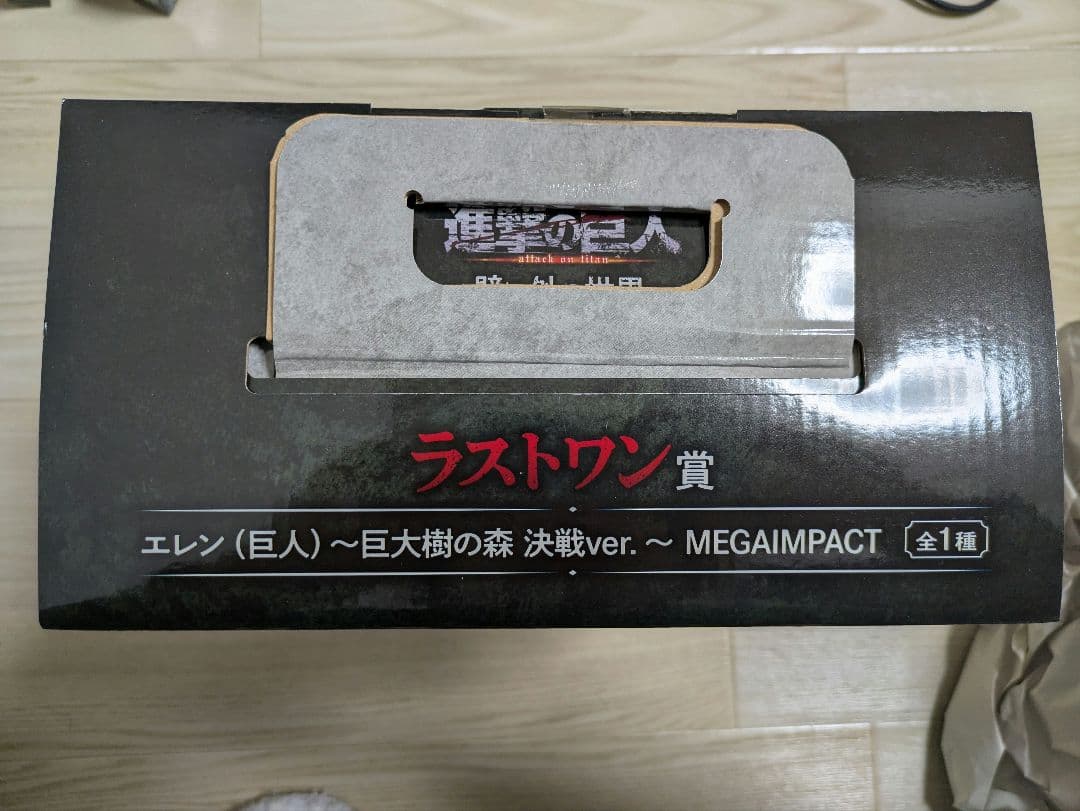 進撃の巨人
attack on titan
ラストワン賞
エレン（巨人）～巨大樹の森 決戦ver.～ MEGAIMPACT 全1種